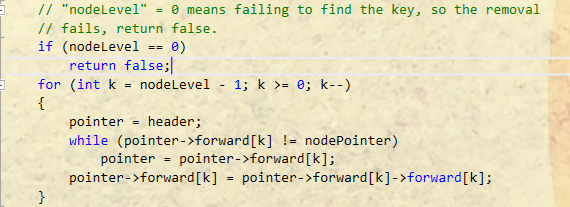 // "nodeLevel" = 0 means failing to find the key, so the removal
// fails, return false.
if (nodeLevel == 0)
    return false;
for (int k = nodeLevel - 1; k >= 0; k--)
{
    pointer = header;
    while (pointer->forward[k] != nodePointer)
        pointer = pointer->forward[k];
    pointer->forward[k] = pointer->forward[k]->forward[k];
}